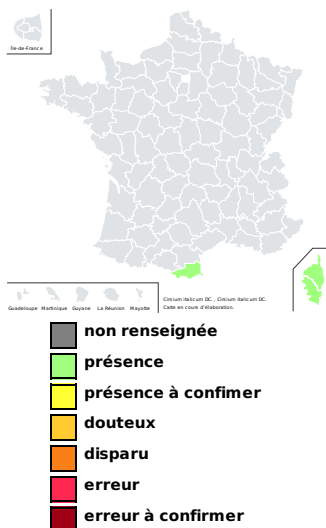 Île-de-France
Guadeloupe Martinique Guyane La Réunion Mayotte
Cirsium italicum DC. , Cirsium italicum DC.
Carte en cours d'élaboration.
non renseignée
présence
présence à confimer
douteux
disparu
erreur
erreur à confirmer